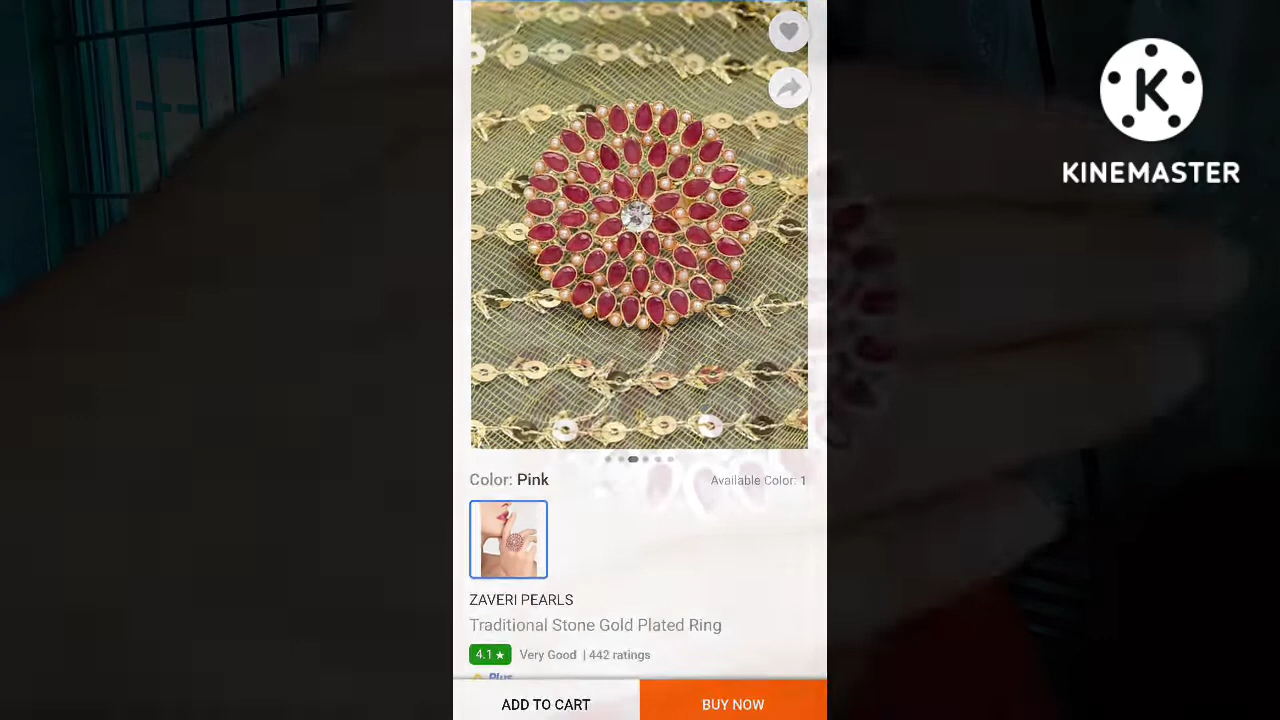 K
KINEMASTER
Color: Pink
Available Color: 1
ZAVERI PEARLS
Traditional Stone Gold Plated Ring
4.1 ★
Very Good | 442 ratings
Plus
ADD TO CART
BUY NOW